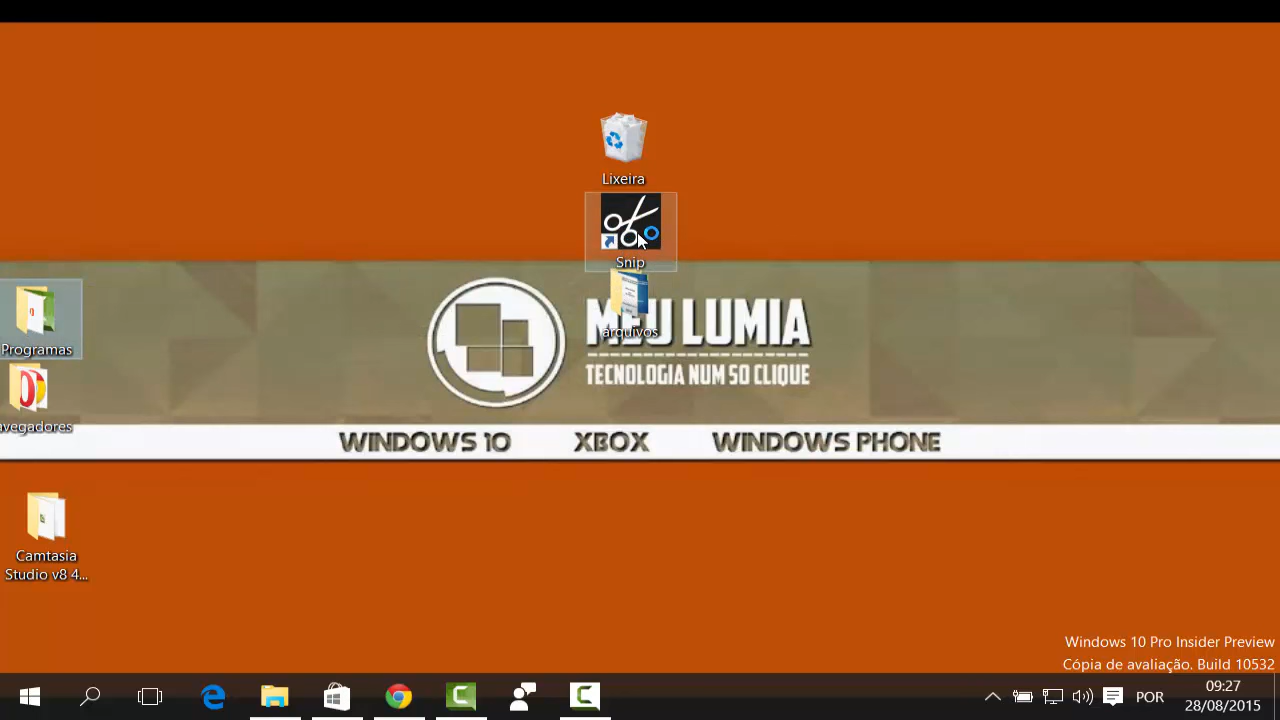 Lixeira
Snip
arquivos
Programas
avegadores
Camtasia
Studio v8 4...
MEU LUMIA
TECNOLOGIA NUM SO CLIQUE
WINDOWS 10 XBOX WINDOWS PHONE
Windows 10 Pro Insider Preview
Cópia de avaliação. Build 10532
POR
09:27
28/08/2015